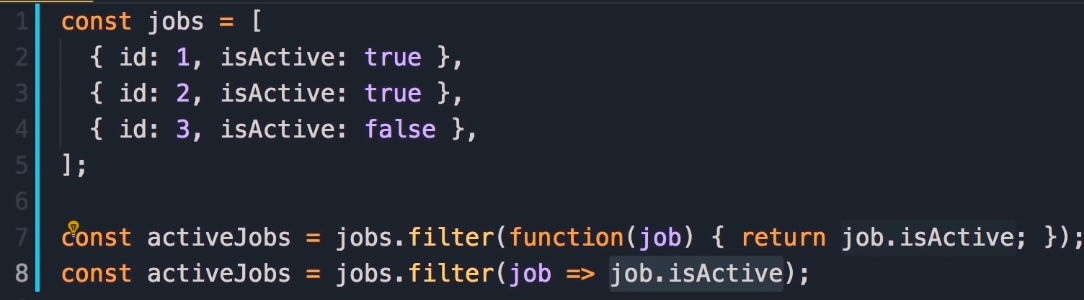 1 const jobs = [
2   { id: 1, isActive: true },
3   { id: 2, isActive: true },
4   { id: 3, isActive: false },
5 ];
6
7 const activeJobs = jobs.filter(function(job) { return job.isActive; });
8 const activeJobs = jobs.filter(job => job.isActive);